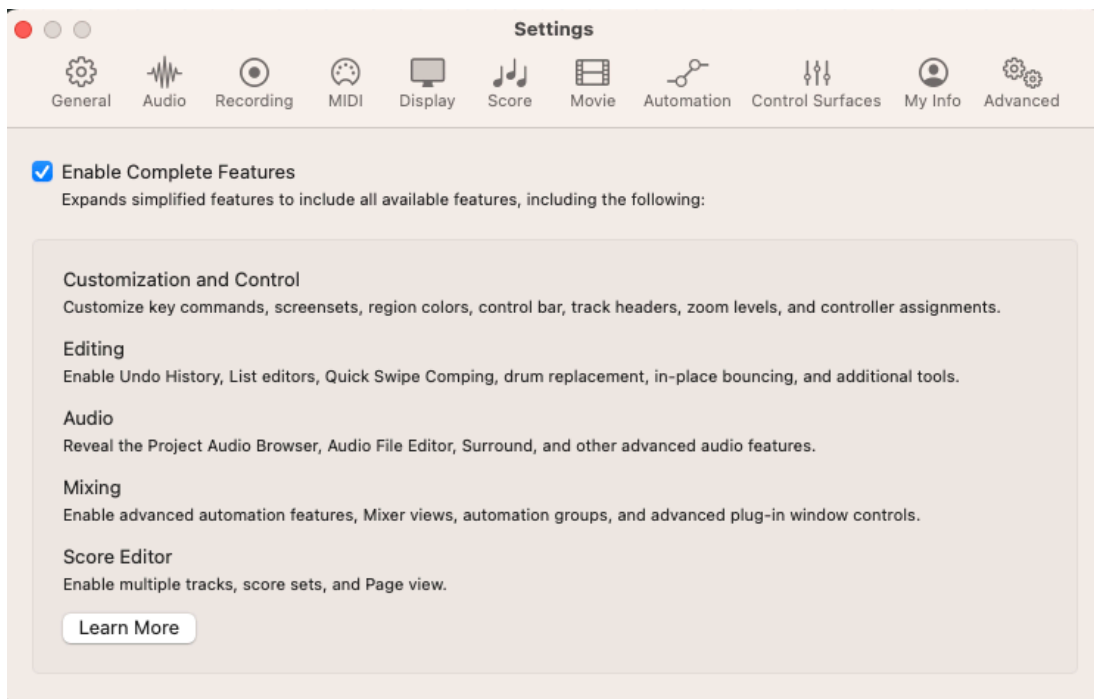 Settings
General Audio Recording MIDI Display Score Movie Automation Control Surfaces My Info Advanced
Enable Complete Features
Expands simplified features to include all available features, including the following:
Customization and Control
Customize key commands, screensets, region colors, control bar, track headers, zoom levels, and controller assignments.
Editing
Enable Undo History, List editors, Quick Swipe Comping, drum replacement, in-place bouncing, and additional tools.
Audio
Reveal the Project Audio Browser, Audio File Editor, Surround, and other advanced audio features.
Mixing
Enable advanced automation features, Mixer views, automation groups, and advanced plug-in window controls.
Score Editor
Enable multiple tracks, score sets, and Page view.
Learn More